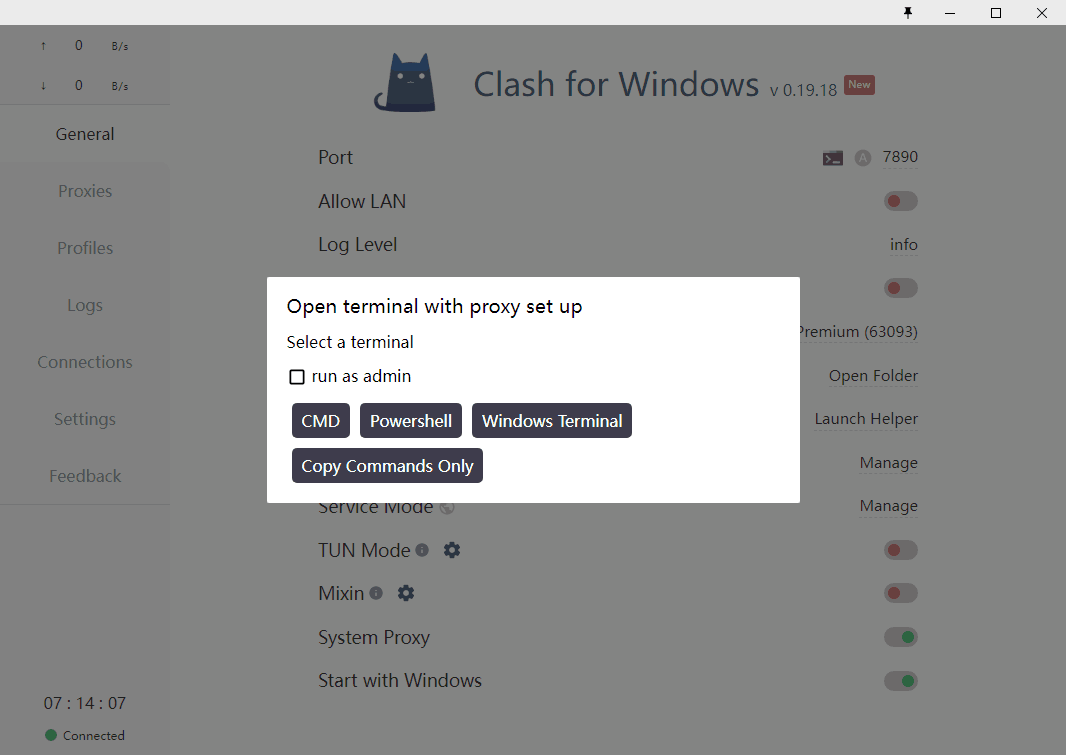 ↑ 0 B/s
↓ 0 B/s
General
Proxies
Profiles
Logs
Connections
Settings
Feedback
07 : 14 : 07
Connected
Clash for Windows v 0.19.18 New
Port 7890
Allow LAN
Log Level info
Open terminal with proxy set up
Select a terminal
run as admin
CMD Powershell Windows Terminal
Copy Commands Only
Premium (63093)
Open Folder
Launch Helper
Manage
Service Mode Manage
TUN Mode
Mixin
System Proxy
Start with Windows